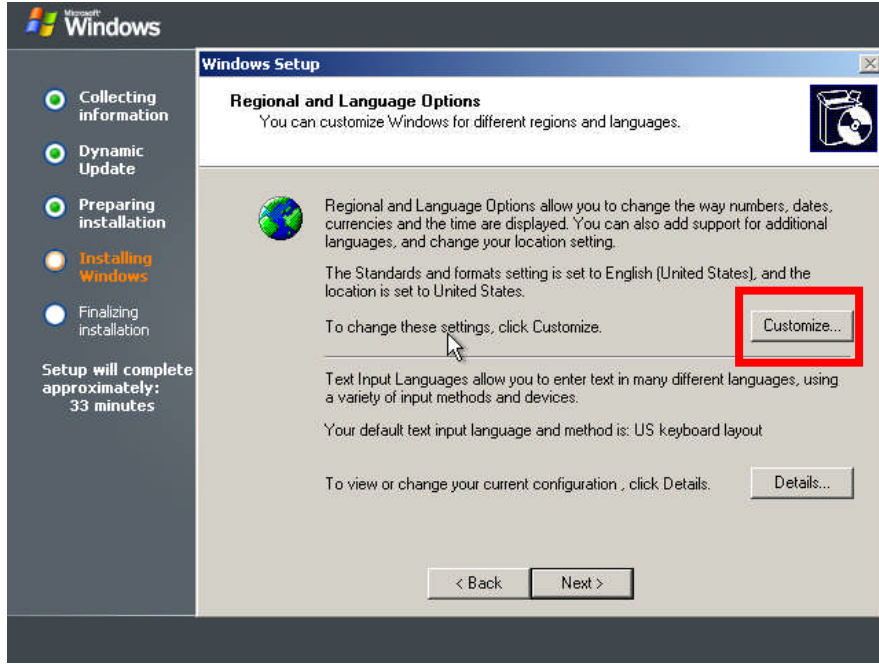 Microsoft
Windows
Collecting
information
Dynamic
Update
Preparing
installation
Installing
Windows
Finalizing
installation
Setup will complete
approximately:
33 minutes
Windows Setup
Regional and Language Options
You can customize Windows for different regions and languages.
Regional and Language Options allow you to change the way numbers, dates,
currencies and the time are displayed. You can also add support for additional
languages, and change your location setting.
The Standards and formats setting is set to English (United States), and the
location is set to United States.
To change these settings, click Customize.
Customize...
Text Input Languages allow you to enter text in many different languages, using
a variety of input methods and devices.
Your default text input language and method is: US keyboard layout
To view or change your current configuration , click Details.
Details...
< Back
Next >